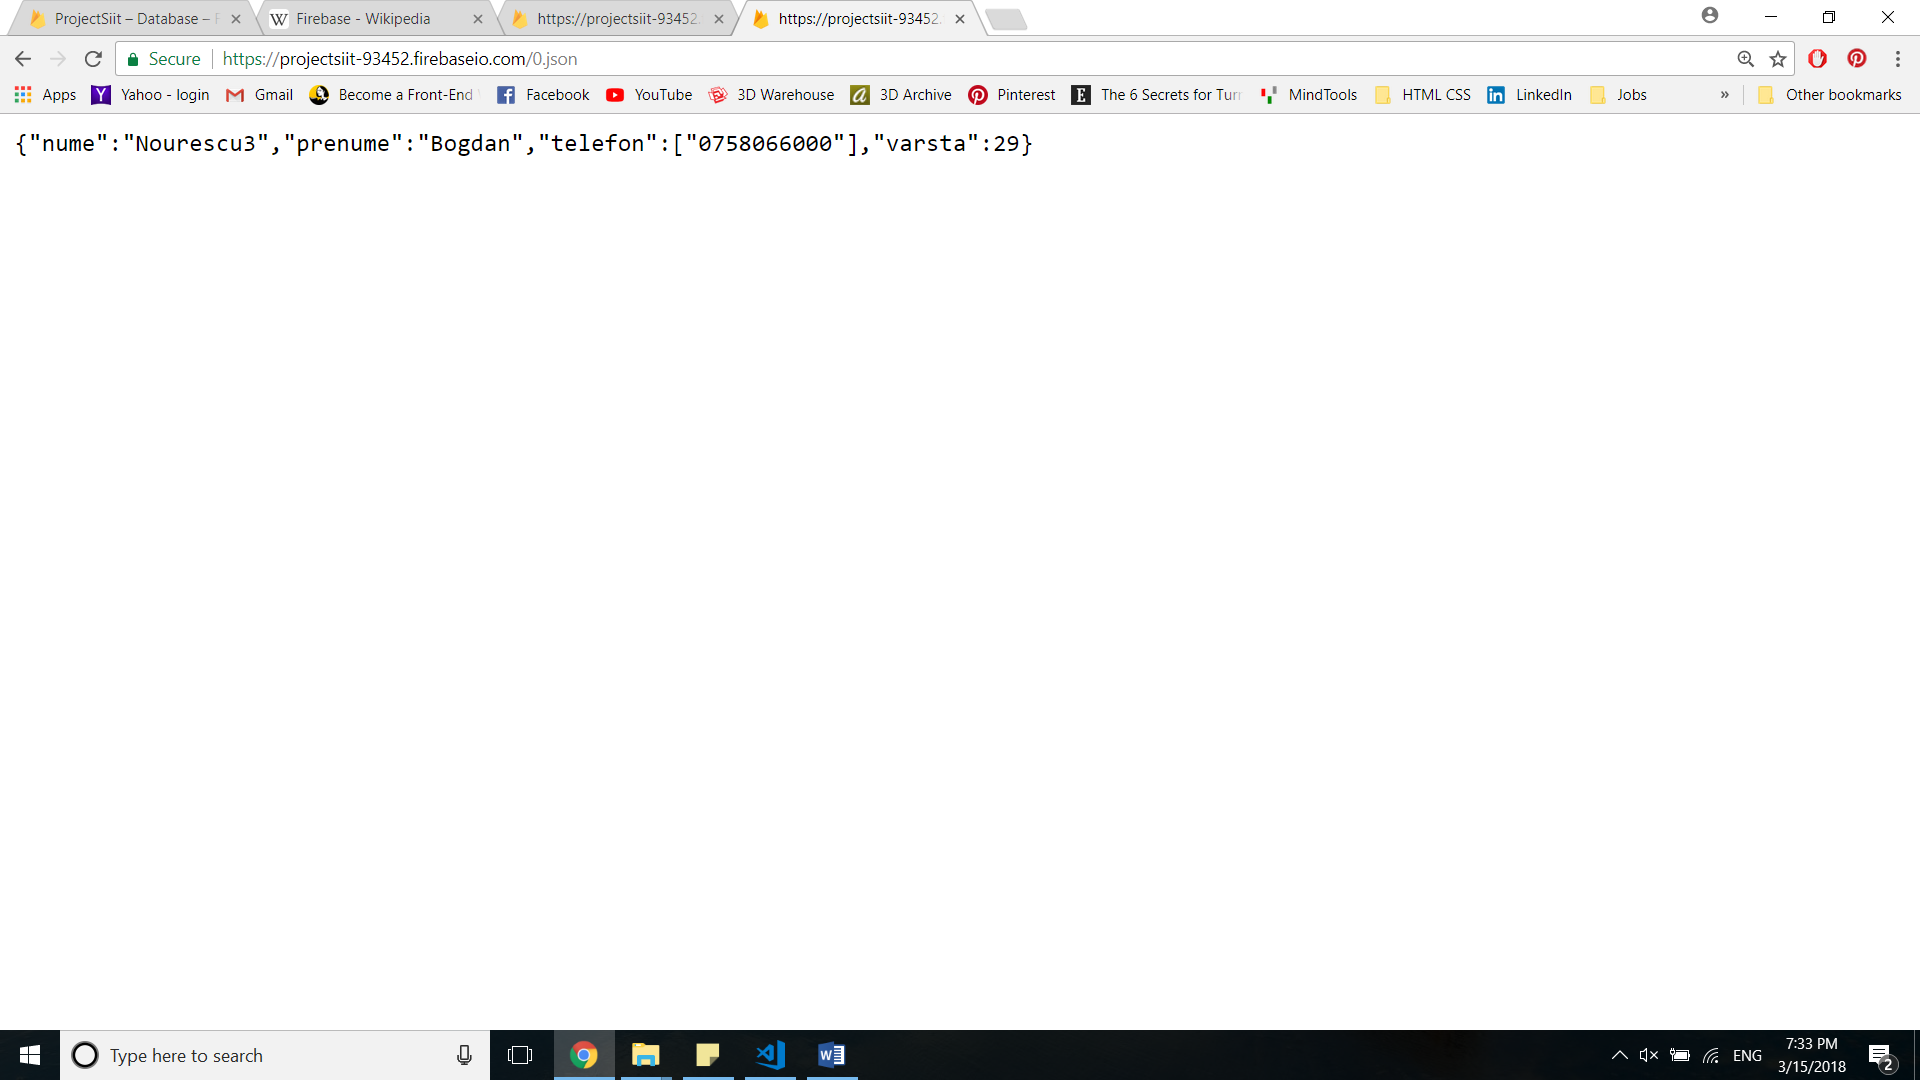 ProjectSiit – Database – F
Firebase - Wikipedia
https://projectsiit-93452.
https://projectsiit-93452.
Secure
https://projectsiit-93452.firebaseio.com/0.json
Apps
Yahoo - login
Gmail
Become a Front-End
Facebook
YouTube
3D Warehouse
3D Archive
Pinterest
The 6 Secrets for Turn
MindTools
HTML CSS
LinkedIn
Jobs
»
Other bookmarks
{"nume":"Nourescu3","prenume":"Bogdan","telefon":["0758066000"],"varsta":29}
Type here to search
ENG
7:33 PM
3/15/2018
2